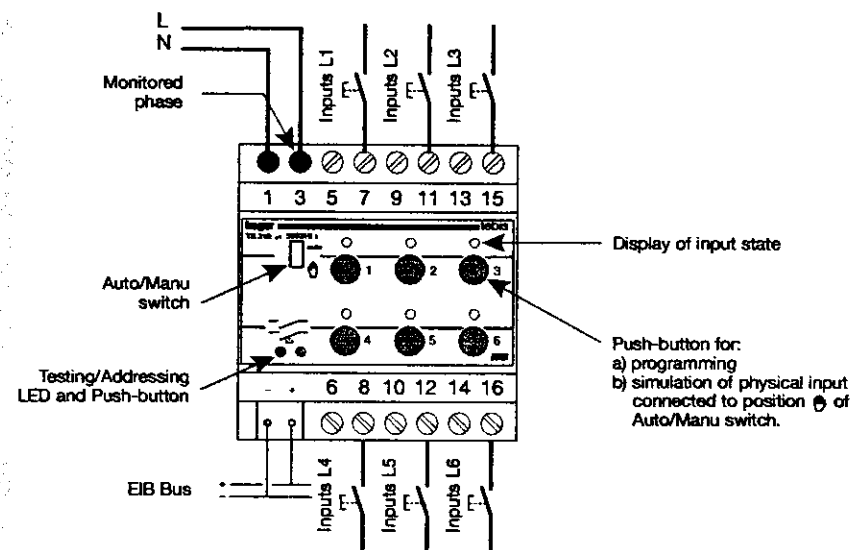 L
N
Monitored
phase
Inputs L1
Inputs L2
Inputs L3
1 3 5 7 9 11 13 15
hager
tebis
Display of input state
1
2
3
Auto/Manu
switch
4
5
6
Push-button for:
a) programming
b) simulation of physical input
connected to position of
Auto/Manu switch.
Testing/Addressing
LED and Push-button
- + 6 8 10 12 14 16
EIB Bus
+
-
Inputs L4
Inputs L5
Inputs L6